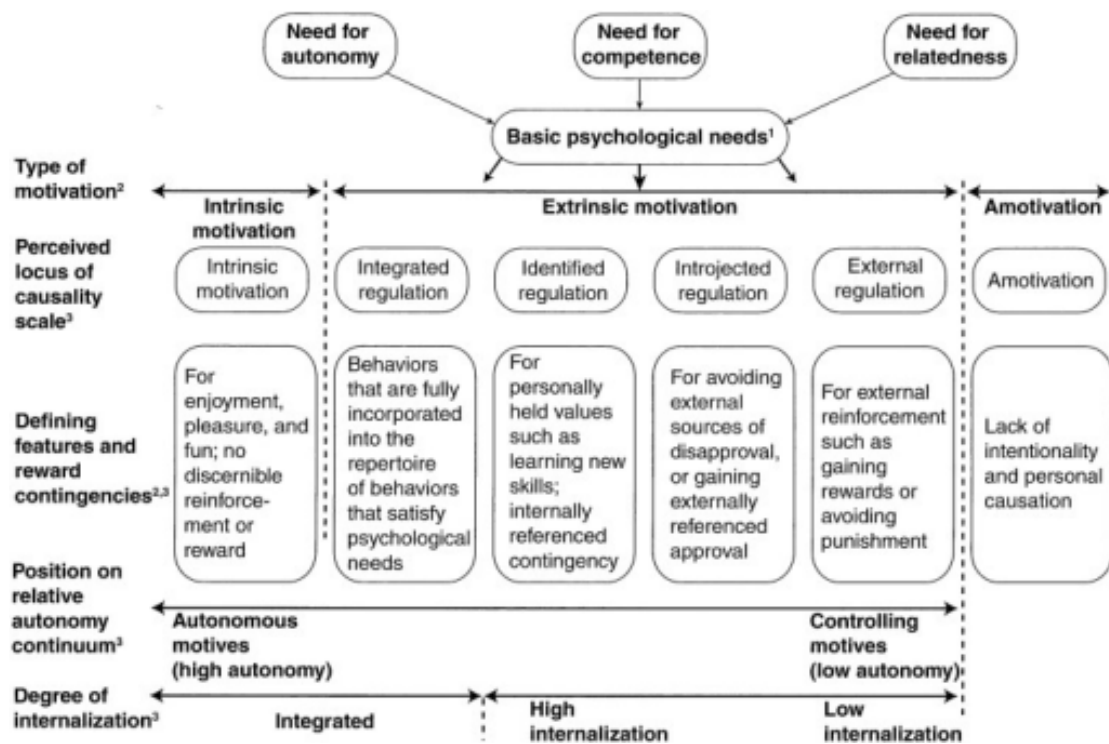 Need for
autonomy
Need for
competence
Need for
relatedness
Basic psychological needs1
Type of
motivation2
Intrinsic
motivation
Extrinsic motivation
Amotivation
Perceived
locus of
causality
scale3
Intrinsic
motivation
Integrated
regulation
Identified
regulation
Introjected
regulation
External
regulation
Amotivation
Defining
features and
reward
contingencies2,3
For
enjoyment,
pleasure, and
fun; no
discernible
reinforce-
ment or
reward
Behaviors
that are fully
incorporated
into the
repertoire
of behaviors
that satisfy
psychological
needs
For
personally
held values
such as
learning new
skills;
internally
referenced
contingency
For avoiding
external
sources of
disapproval,
or gaining
externally
referenced
approval
For external
reinforcement
such as
gaining
rewards or
avoiding
punishment
Lack of
intentionality
and personal
causation
Position on
relative
autonomy
continuum3
Autonomous
motives
(high autonomy)
Controlling
motives
(low autonomy)
Degree of
internalization3
Integrated
High
internalization
Low
internalization